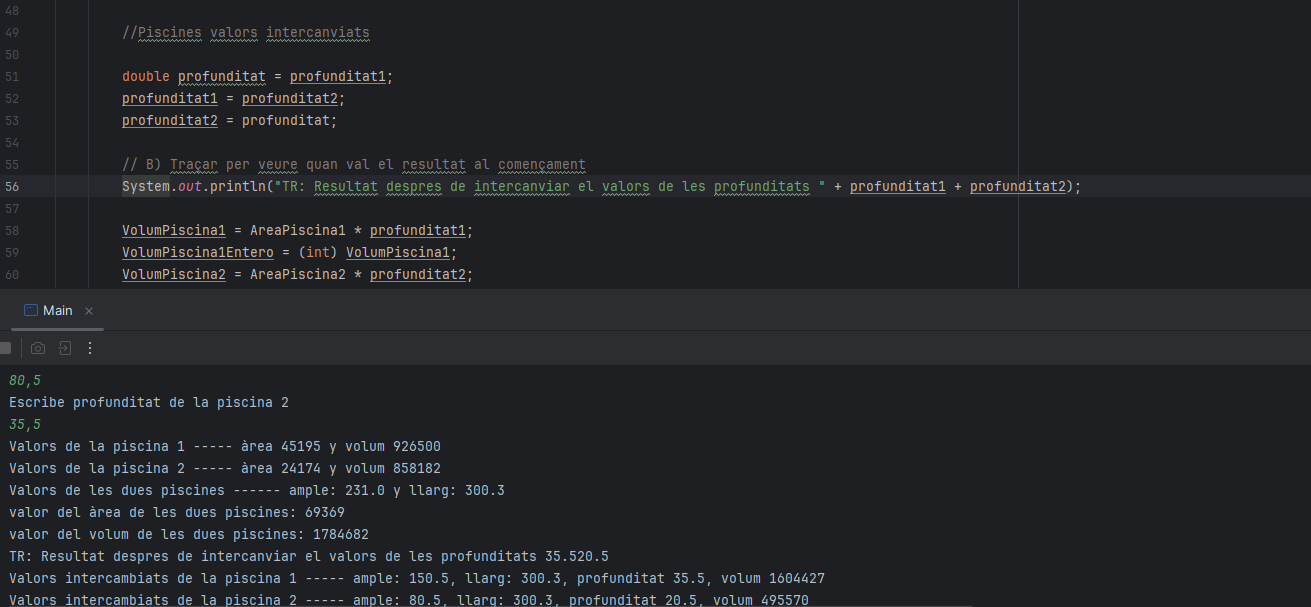 48
49 //Piscines valors intercanviats
50
51 double profunditat = profunditat1;
52 profunditat1 = profunditat2;
53 profunditat2 = profunditat;
54
55 // B) Traçar per veure quan val el resultat al començament
56 System.out.println("TR: Resultat despres de intercanviar el valors de les profunditats " + profunditat1 + profunditat2);
57
58 VolumPiscina1 = AreaPiscina1 * profunditat1;
59 VolumPiscina1Entero = (int) VolumPiscina1;
60 VolumPiscina2 = AreaPiscina2 * profunditat2;
Main
80,5
Escribe profunditat de la piscina 2
35,5
Valors de la piscina 1 ----- àrea 45195 y volum 926500
Valors de la piscina 2 ----- àrea 24174 y volum 858182
Valors de les dues piscines ------ ample: 231.0 y llarg: 300.3
valor del àrea de les dues piscines: 69369
valor del volum de les dues piscines: 1784682
TR: Resultat despres de intercanviar el valors de les profunditats 35.520.5
Valors intercambiats de la piscina 1 ----- ample: 150.5, llarg: 300.3, profunditat 35.5, volum 1604427
Valors intercambiats de la piscina 2 ----- ample: 80.5, llarg: 300.3, profunditat 20.5, volum 495570